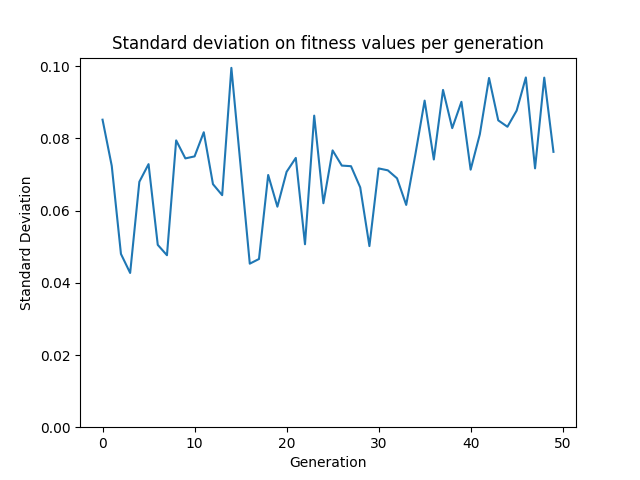 Standard deviation on fitness values per generation
0.10
0.08
0.06
0.04
0.02
0.00
Standard Deviation
0 10 20 30 40 50
Generation